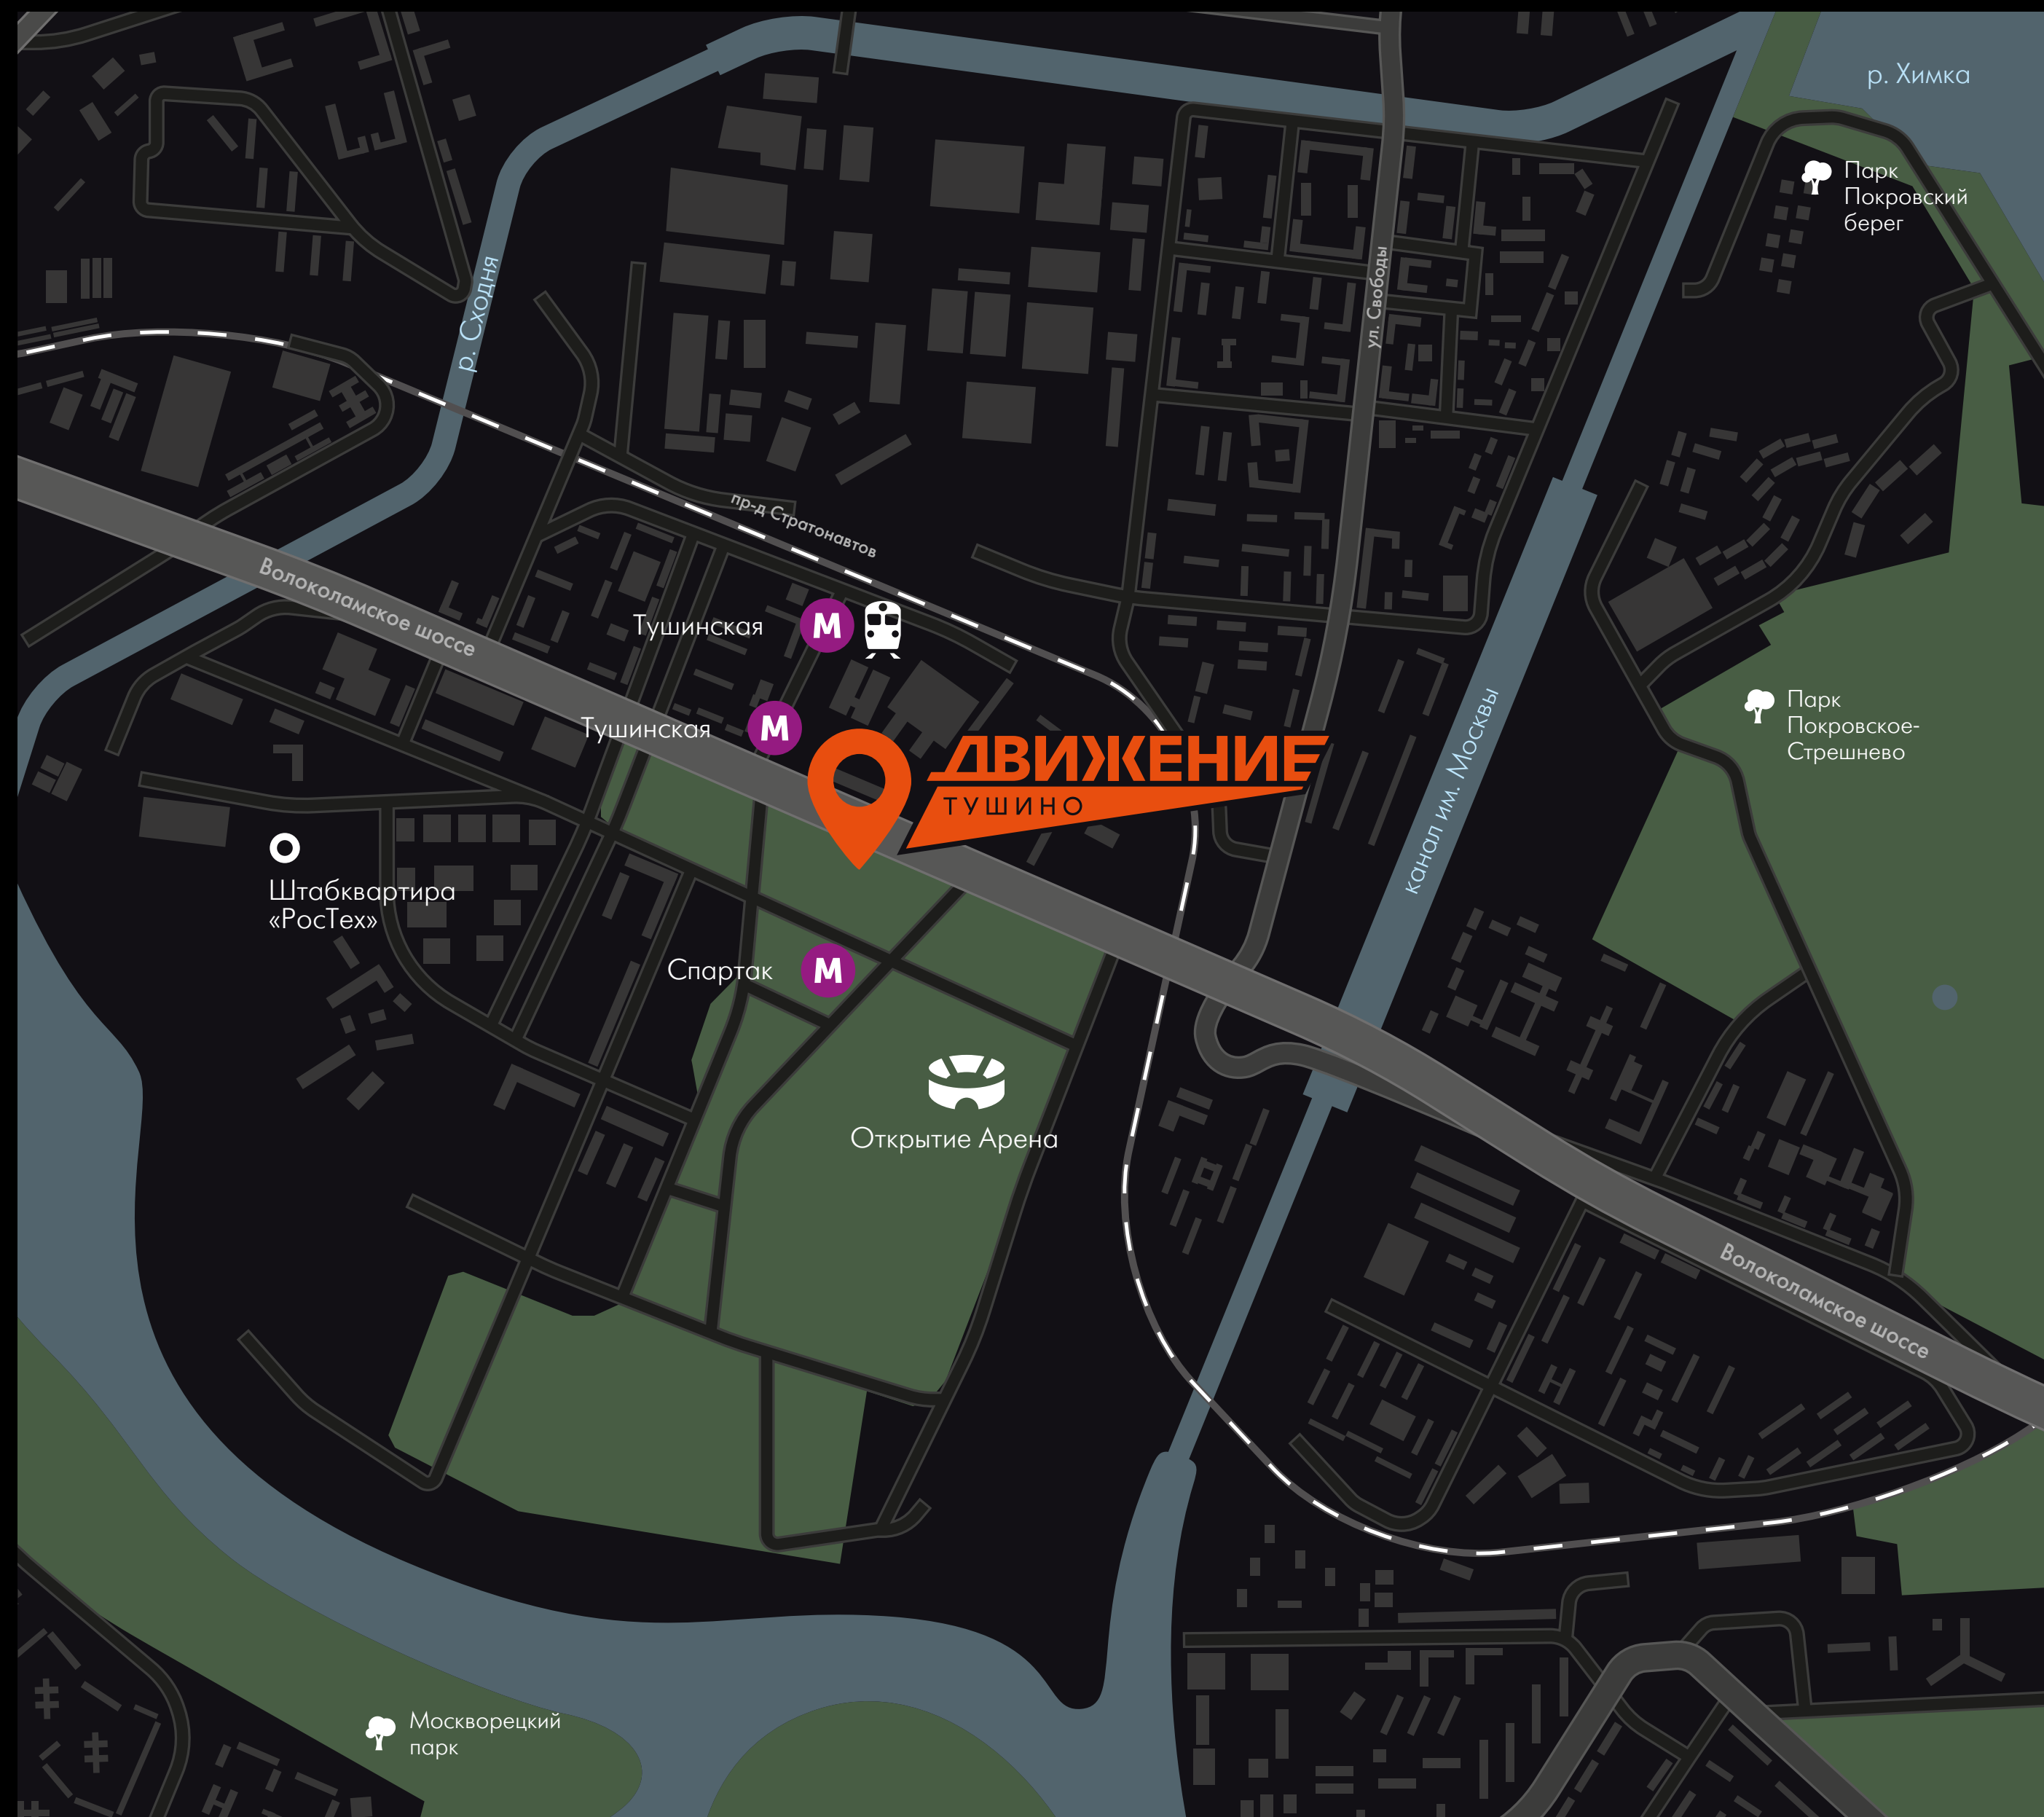 р. Химка
Парк
Покровский
берег
р. Сходня
ул. Свободы
пр-д Стратонавтов
Волоколамское шоссе
Тушинская
М
Тушинская
М
Парк
Покровское-
Стрешнево
ДВИЖЕНИЕ
ТУШИНО
канал им. Москвы
Штабквартира
«РосТех»
Спартак
М
Открытие Арена
Волоколамское шоссе
Москворецкий
парк